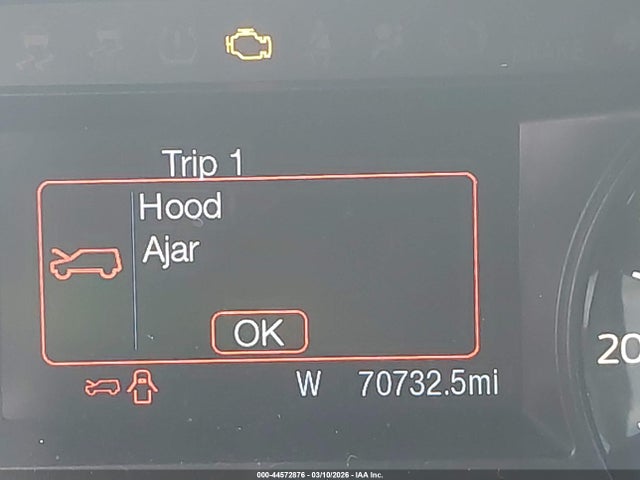 Trip 1
Hood
Ajar
OK
W 70732.5mi
20
000-44572876 - 03/10/2026 - IAA Inc.